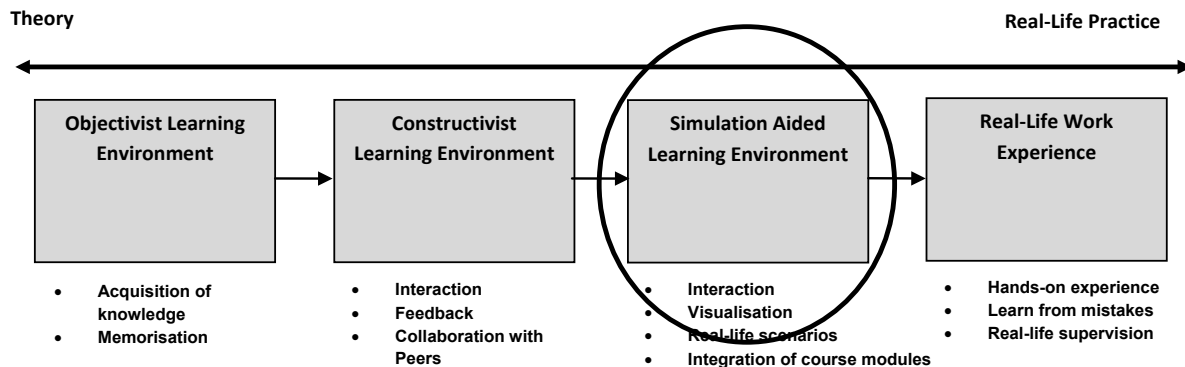 Theory
Real-Life Practice
Objectivist Learning
Environment
Constructivist
Learning Environment
Simulation Aided
Learning Environment
Real-Life Work
Experience
• Acquisition of
knowledge
• Memorisation
• Interaction
• Feedback
• Collaboration with
Peers
• Interaction
• Visualisation
• Real-life scenarios
• Integration of course modules
• Hands-on experience
• Learn from mistakes
• Real-life supervision